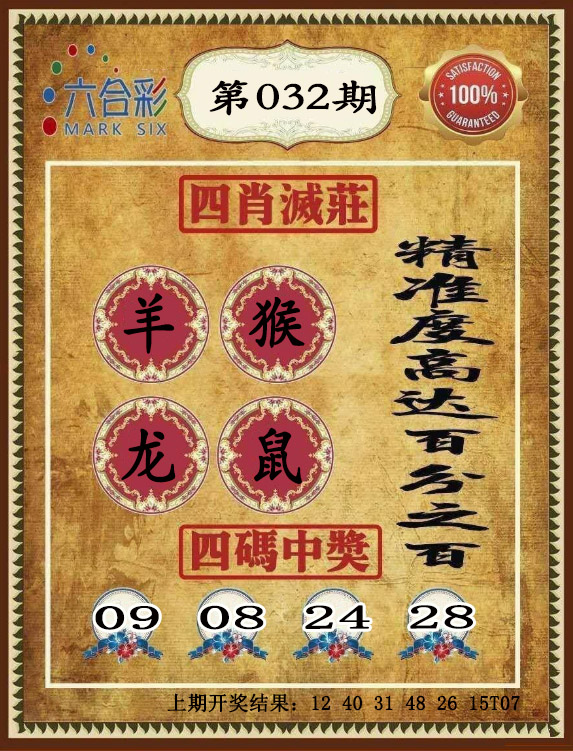 六合彩
MARK SIX
第032期
SATISFACTION
100%
GUARANTEED
四肖滅莊
羊 猴
龙 鼠
精准度高达百分之百
四碼中獎
09 08 24 28
上期开奖结果：12 40 31 48 26 15T07